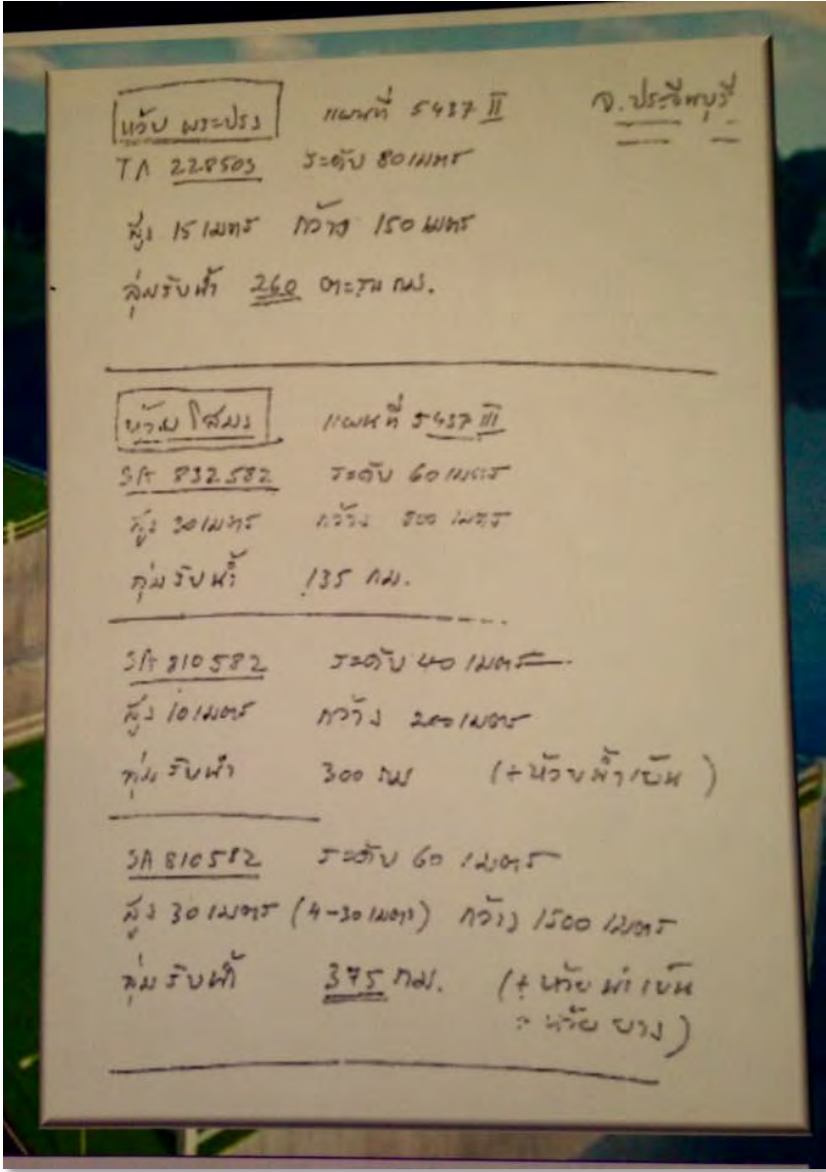 แควพระปรง แผนที่ 5437 II จ.ปราจีนบุรี
TA 228503 ระดับ 80 เมตร
สูง 15 เมตร กว้าง 150 เมตร
ลุ่มรับน้ำ 260 ตะรน กม.
ห้วยโสมง แผนที่ 5437 III
SA 832582 ระดับ 60 เมตร
สูง 30 เมตร กว้าง 800 เมตร
ลุ่มรับน้ำ 135 กม.
SA 810582 ระดับ 40 เมตร
สูง 10 เมตร กว้าง 200 เมตร
ลุ่มรับน้ำ 300 กม (+ ห้วยน้ำเย็น)
SA 810582 ระดับ 60 เมตร
สูง 30 เมตร (4-30 เมตร) กว้าง 1500 เมตร
ลุ่มรับน้ำ 375 กม. (+ ห้วยน้ำเย็น
+ ห้วยยาง)